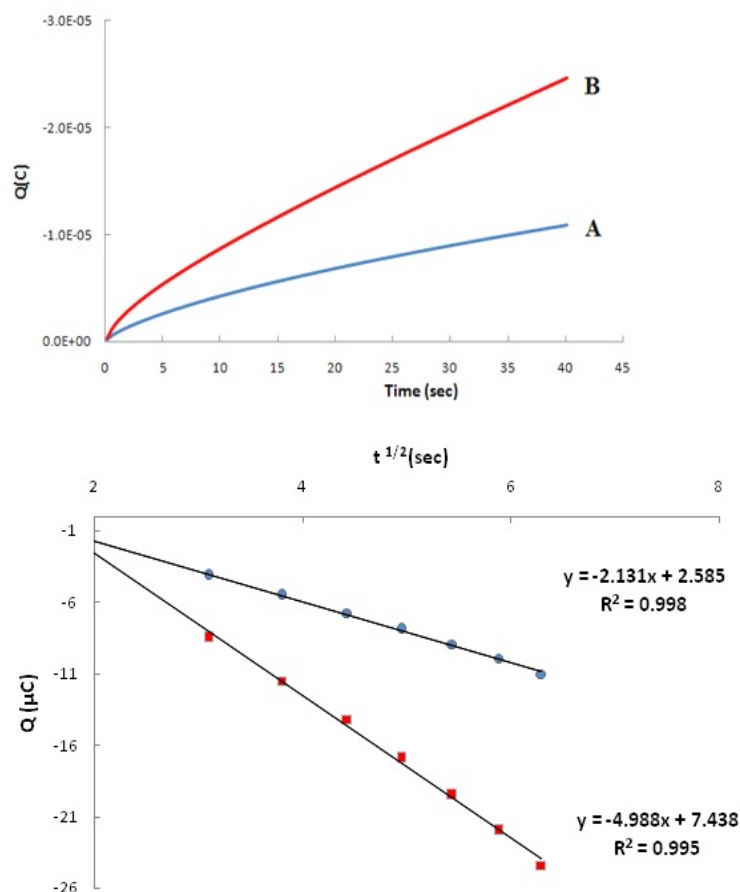 -3.0E-05
-2.0E-05
-1.0E-05
0.0E+00
Q(C)
B
A
0 5 10 15 20 25 30 35 40 45
Time (sec)
t 1/2(sec)
2 4 6 8
-1
-6
-11
-16
-21
-26
Q (µC)
y = -2.131x + 2.585
R² = 0.998
y = -4.988x + 7.438
R² = 0.995